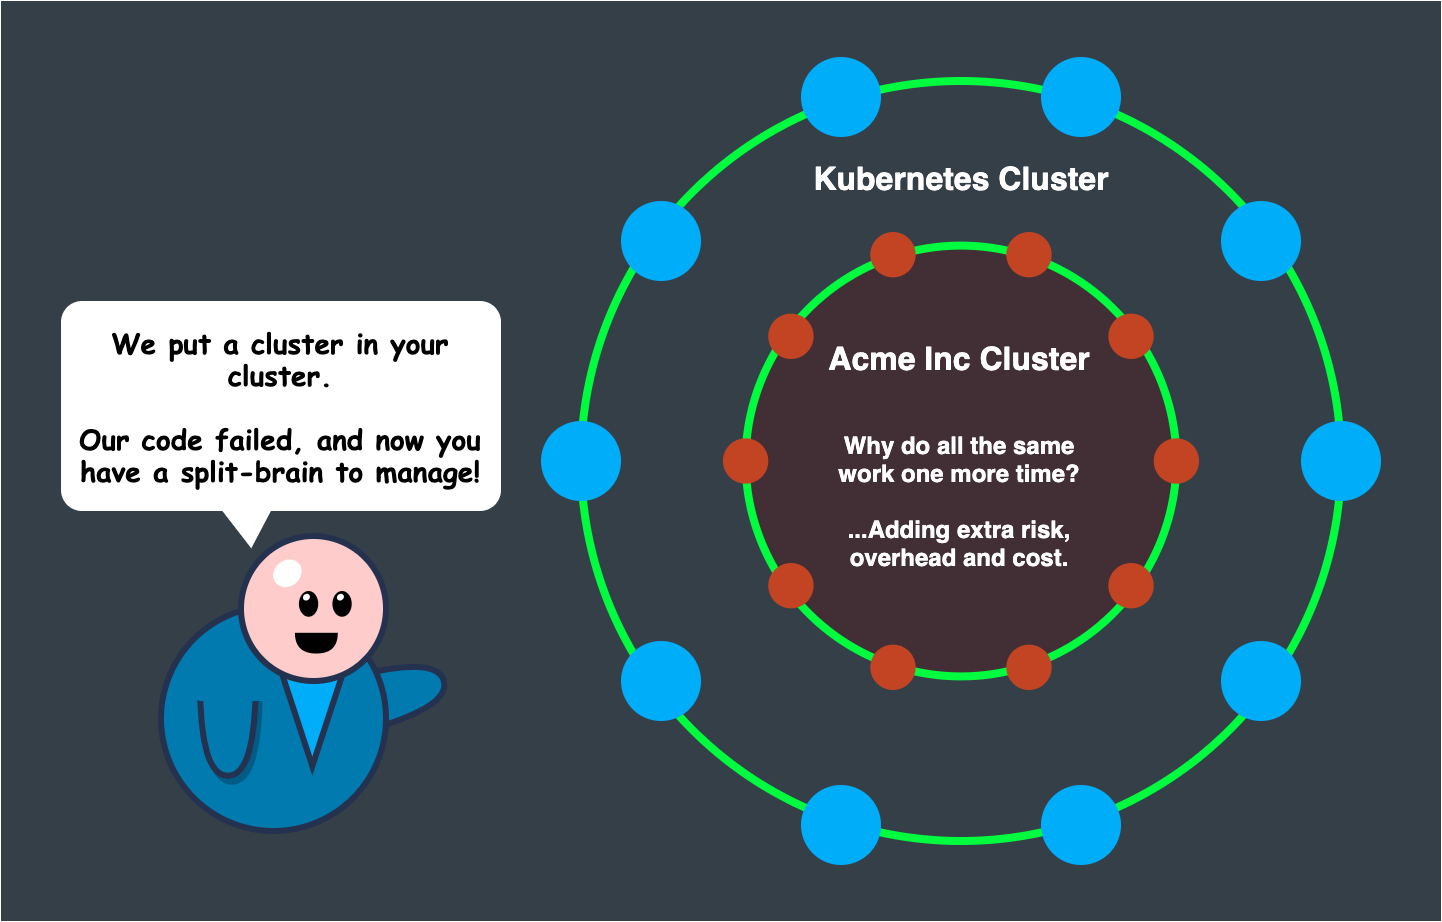 We put a cluster in your
cluster.
Our code failed, and now you
have a split-brain to manage!
Kubernetes Cluster
Acme Inc Cluster
Why do all the same
work one more time?
...Adding extra risk,
overhead and cost.